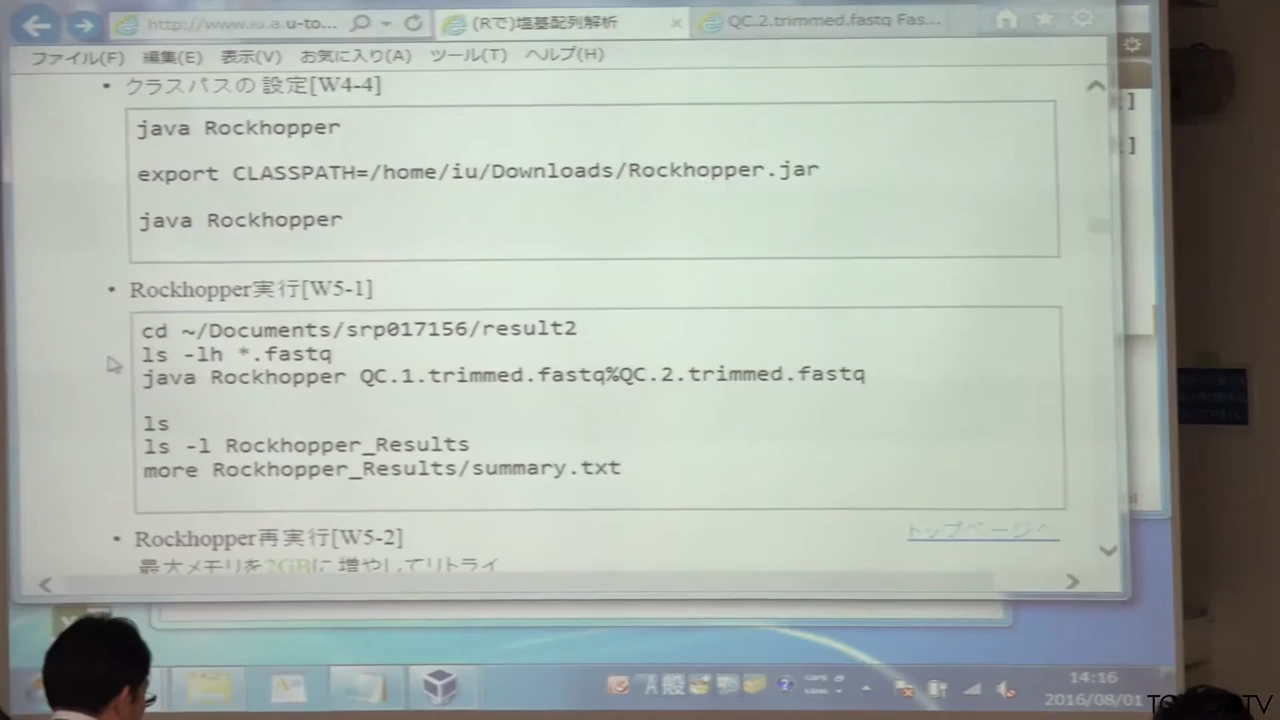 http://www.iu.a.u-to...
(Rで)塩基配列解析
QC.2.trimmed.fastq Fas...
ファイル(F) 編集(E) 表示(V) お気に入り(A) ツール(T) ヘルプ(H)
• クラスパスの設定[W4-4]
java Rockhopper
export CLASSPATH=/home/iu/Downloads/Rockhopper.jar
java Rockhopper
• Rockhopper実行[W5-1]
cd ~/Documents/srp017156/result2
ls -lh *.fastq
java Rockhopper QC.1.trimmed.fastq%QC.2.trimmed.fastq
ls
ls -l Rockhopper_Results
more Rockhopper_Results/summary.txt
• Rockhopper再実行[W5-2]
トップページへ
最大メモリを2GBに増やしてリトライ
A 般
CAPS
14:16
2016/08/01